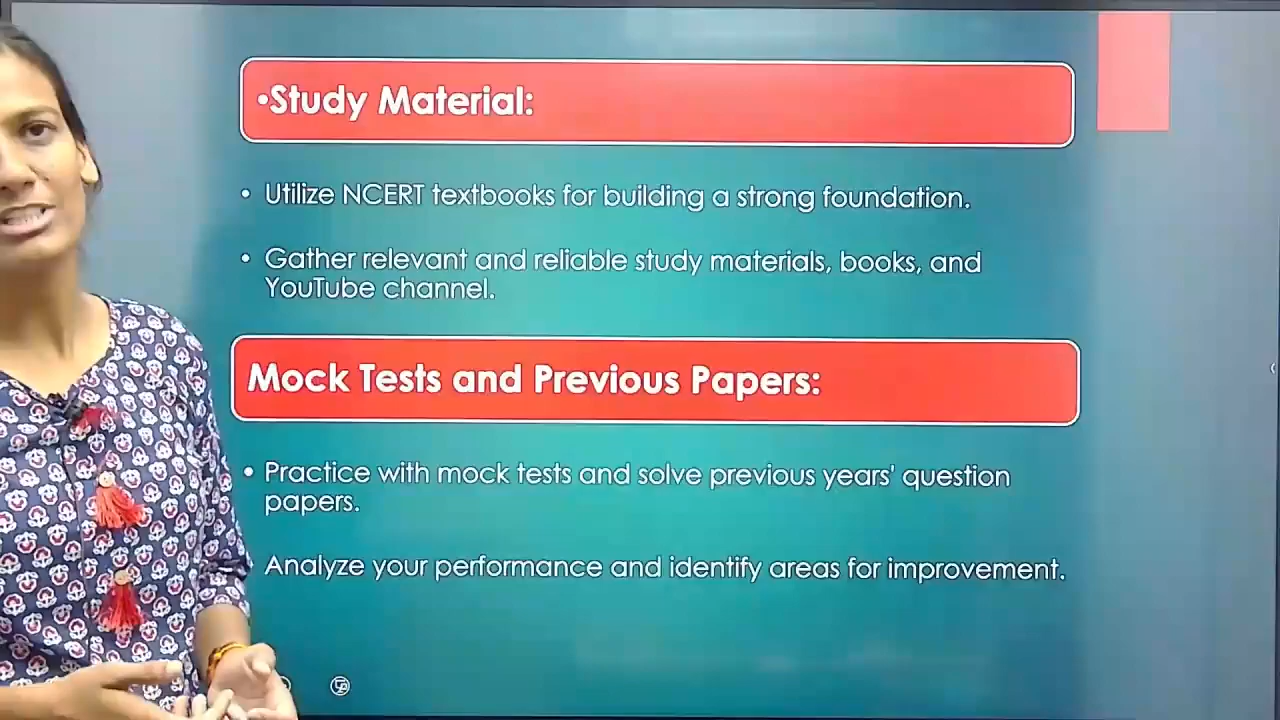 •Study Material:
• Utilize NCERT textbooks for building a strong foundation.
• Gather relevant and reliable study materials, books, and
YouTube channel.
Mock Tests and Previous Papers:
• Practice with mock tests and solve previous years' question
papers.
• Analyze your performance and identify areas for improvement.